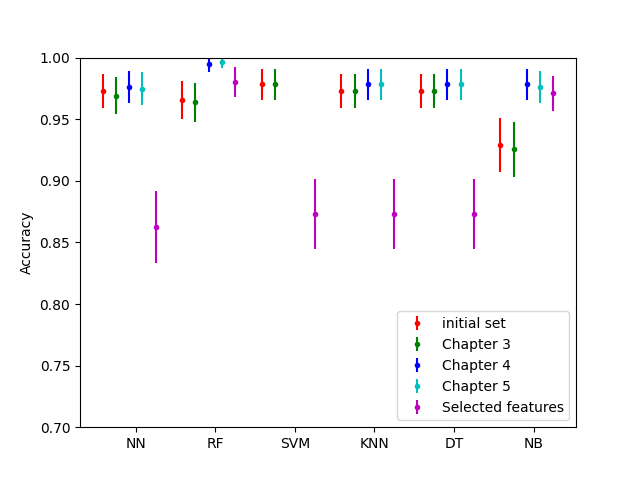 1.00
0.95
0.90
0.85
0.80
0.75
0.70
Accuracy
NN RF SVM KNN DT NB
initial set
Chapter 3
Chapter 4
Chapter 5
Selected features